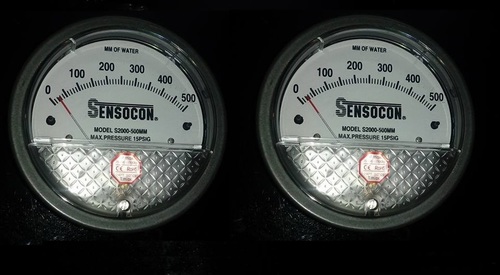 MM OF WATER
0 100 200 300 400 500
SENSOCON
MODEL S2000-500MM
MAX.PRESSURE 15PSIG
MM OF WATER
0 100 200 300 400 500
SENSOCON
MODEL S2000-500MM
MAX.PRESSURE 15PSIG